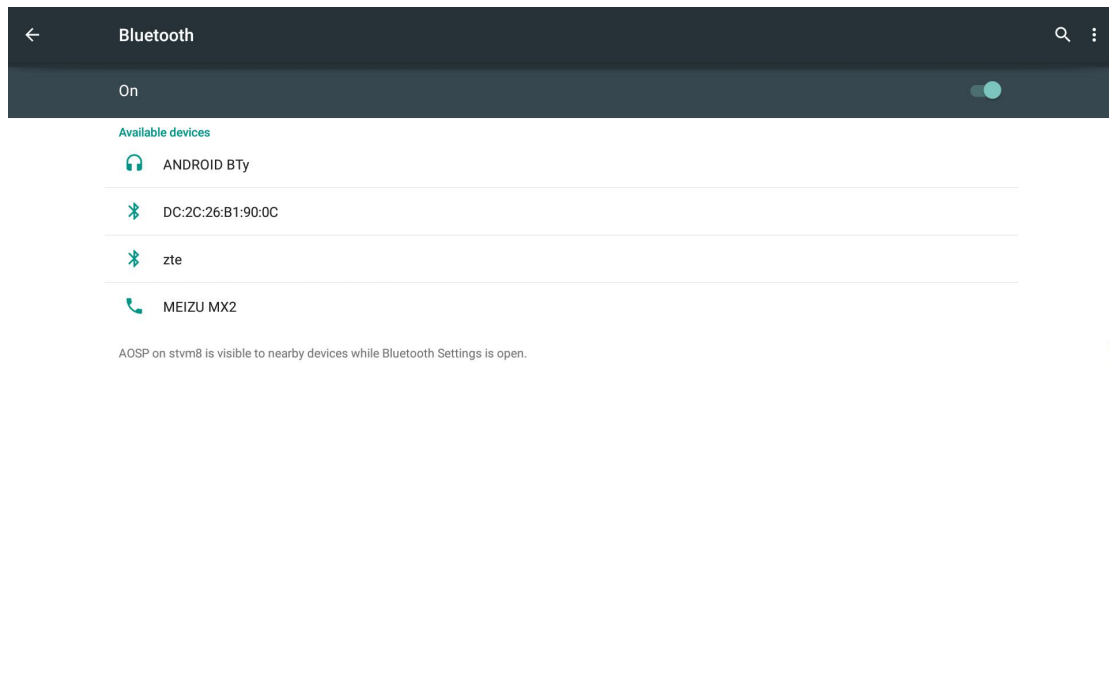 Bluetooth
On
Available devices
ANDROID BTy
DC:2C:26:B1:90:0C
zte
MEIZU MX2
AOSP on stvm8 is visible to nearby devices while Bluetooth Settings is open.